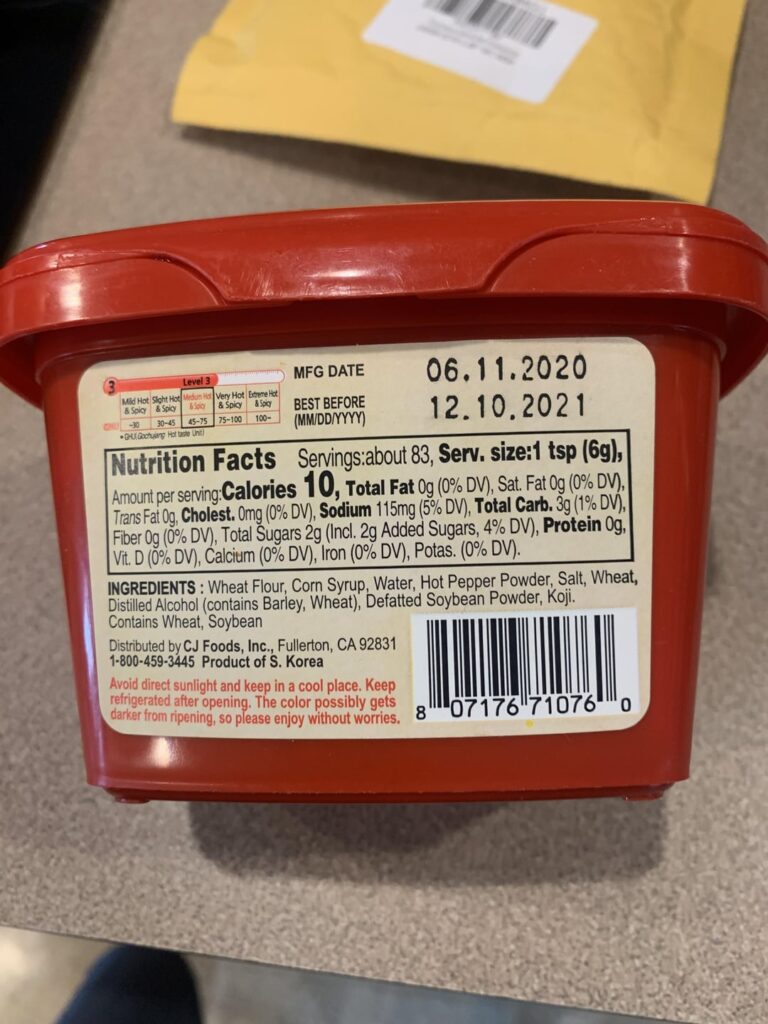 3 Level 3
Mild Hot & Spicy Slight Hot & Spicy Medium Hot & Spicy Very Hot & Spicy Extreme Hot & Spicy
~30 30~45 45~75 75~100 100~
• GHU(Gochujang Hot taste Unit)
MFG DATE 06.11.2020
BEST BEFORE 12.10.2021
(MM/DD/YYYY)
Nutrition Facts Servings:about 83, Serv. size:1 tsp (6g),
Amount per serving:Calories 10, Total Fat 0g (0% DV), Sat. Fat 0g (0% DV),
Trans Fat 0g, Cholest. 0mg (0% DV), Sodium 115mg (5% DV), Total Carb. 3g (1% DV),
Fiber 0g (0% DV), Total Sugars 2g (Incl. 2g Added Sugars, 4% DV), Protein 0g,
Vit. D (0% DV), Calcium (0% DV), Iron (0% DV), Potas. (0% DV).
INGREDIENTS : Wheat Flour, Corn Syrup, Water, Hot Pepper Powder, Salt, Wheat,
Distilled Alcohol (contains Barley, Wheat), Defatted Soybean Powder, Koji.
Contains Wheat, Soybean
Distributed by CJ Foods, Inc., Fullerton, CA 92831
1-800-459-3445 Product of S. Korea
Avoid direct sunlight and keep in a cool place. Keep
refrigerated after opening. The color possibly gets
darker from ripening, so please enjoy without worries.
8 07176 71076 0